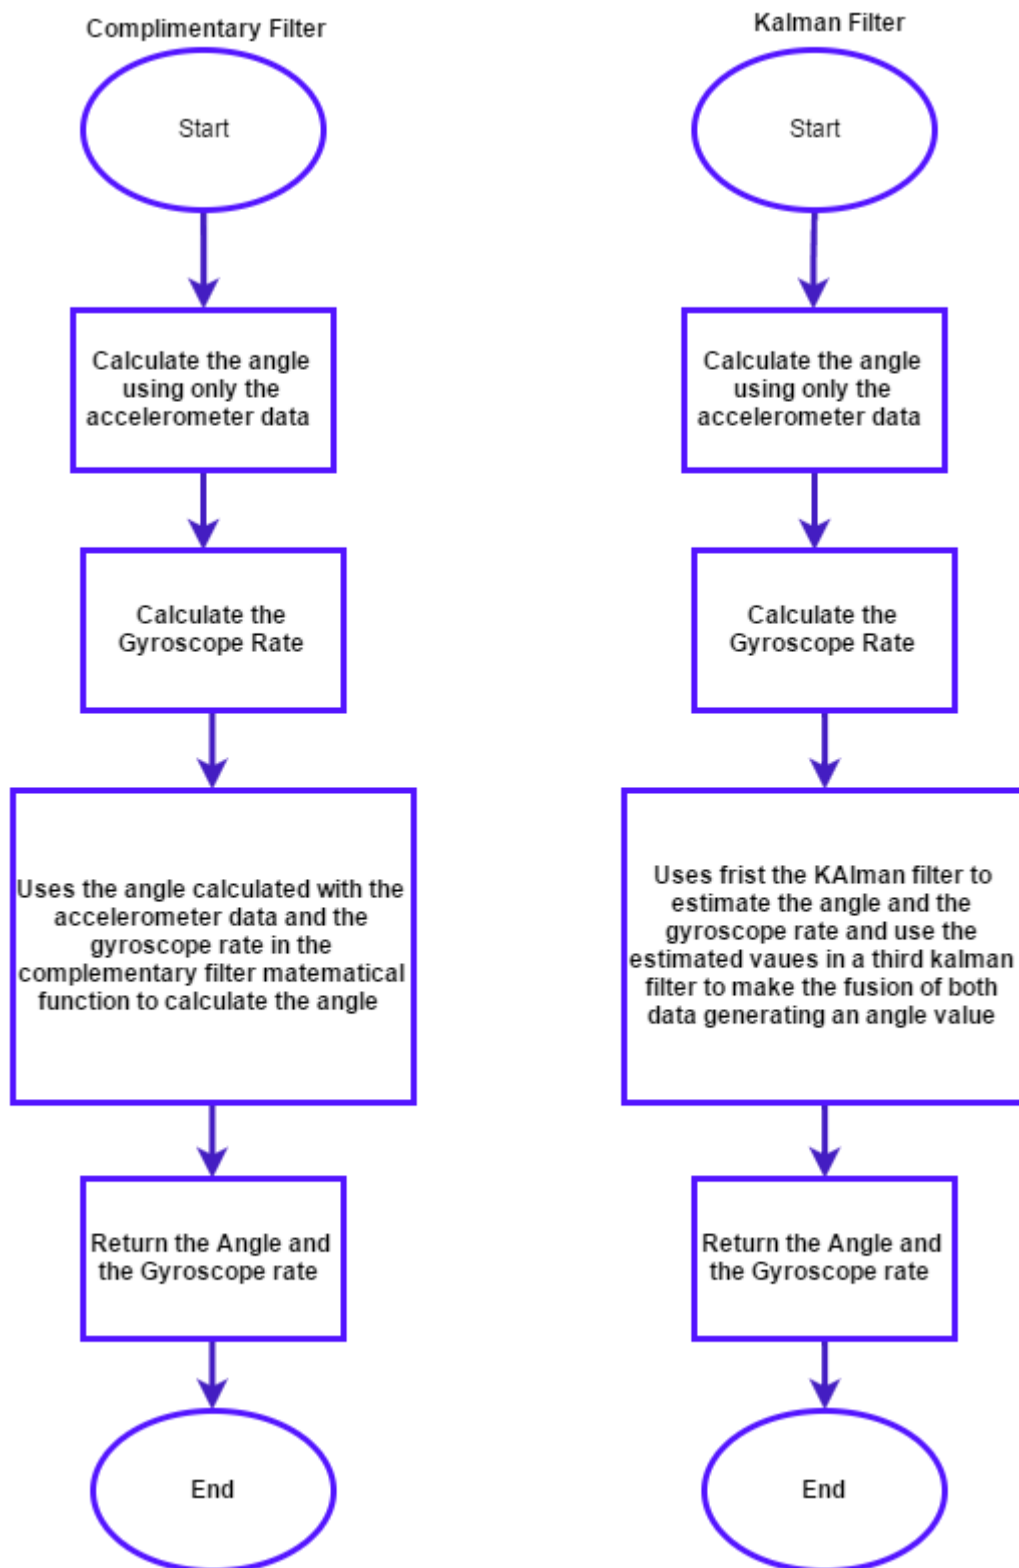 Complimentary Filter
Start
Calculate the angle
using only the
accelerometer data
Calculate the
Gyroscope Rate
Uses the angle calculated with the
accelerometer data and the
gyroscope rate in the
complementary filter matematical
function to calculate the angle
Return the Angle and
the Gyroscope rate
End
Kalman Filter
Start
Calculate the angle
using only the
accelerometer data
Calculate the
Gyroscope Rate
Uses frist the KAlman filter to
estimate the angle and the
gyroscope rate and use the
estimated vaues in a third kalman
filter to make the fusion of both
data generating an angle value
Return the Angle and
the Gyroscope rate
End